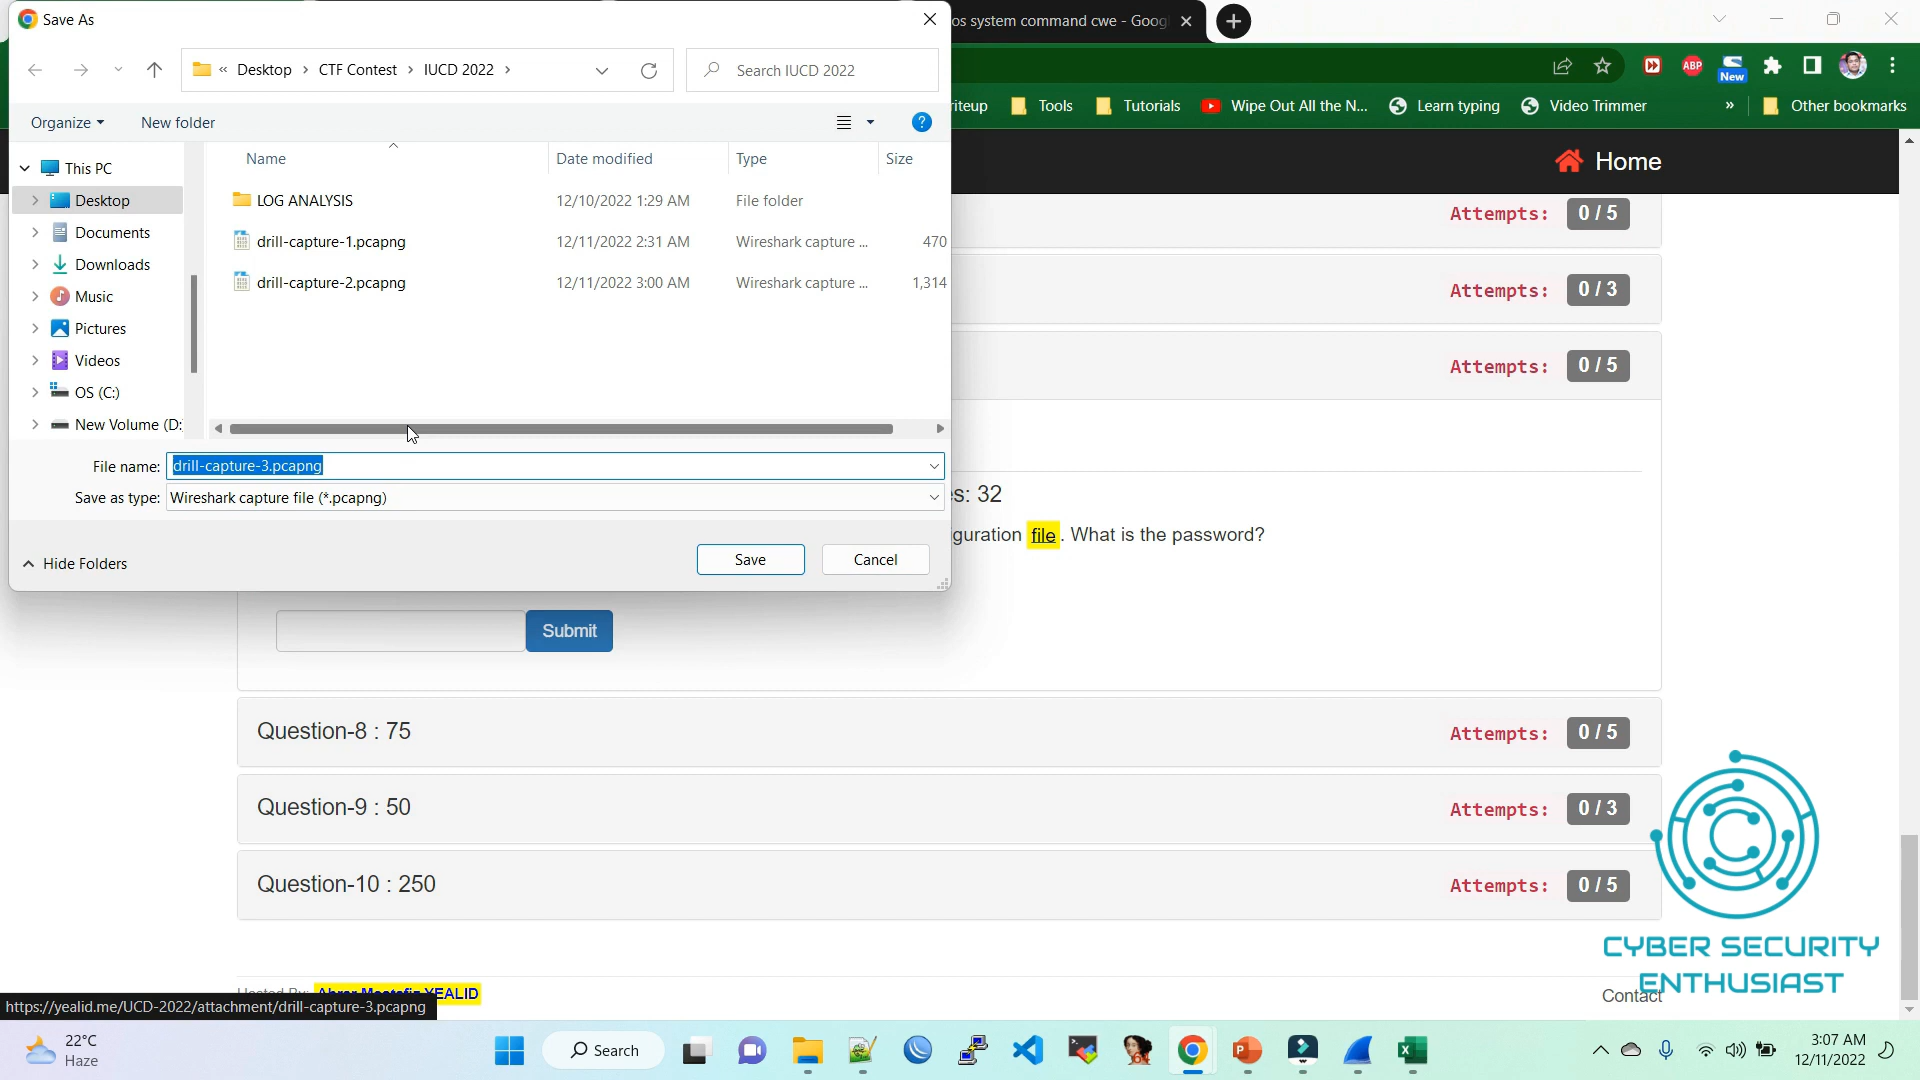 Save As
os system command cwe - Goog
« Desktop > CTF Contest > IUCD 2022 >
Search IUCD 2022
ABP
New
Organize
New folder
?
iteup
Tools
Tutorials
Wipe Out All the N...
Learn typing
Video Trimmer
»
Other bookmarks
Name
Date modified
Type
Size
This PC
Desktop
Documents
Downloads
Music
Pictures
Videos
OS (C:)
New Volume (D:
LOG ANALYSIS 12/10/2022 1:29 AM File folder
drill-capture-1.pcapng 12/11/2022 2:31 AM Wireshark capture ... 470
drill-capture-2.pcapng 12/11/2022 3:00 AM Wireshark capture ... 1,314
File name: drill-capture-3.pcapng
Save as type: Wireshark capture file (*.pcapng)
Hide Folders
Save
Cancel
Home
Attempts: 0 / 5
Attempts: 0 / 3
Attempts: 0 / 5
s: 32
guration file. What is the password?
Submit
Question-8 : 75 Attempts: 0 / 5
Question-9 : 50 Attempts: 0 / 3
Question-10 : 250 Attempts: 0 / 5
CYBER SECURITY
ENTHUSIAST
YEALID
Contact
https://yealid.me/UCD-2022/attachment/drill-capture-3.pcapng
22°C
Haze
Search
3:07 AM
12/11/2022